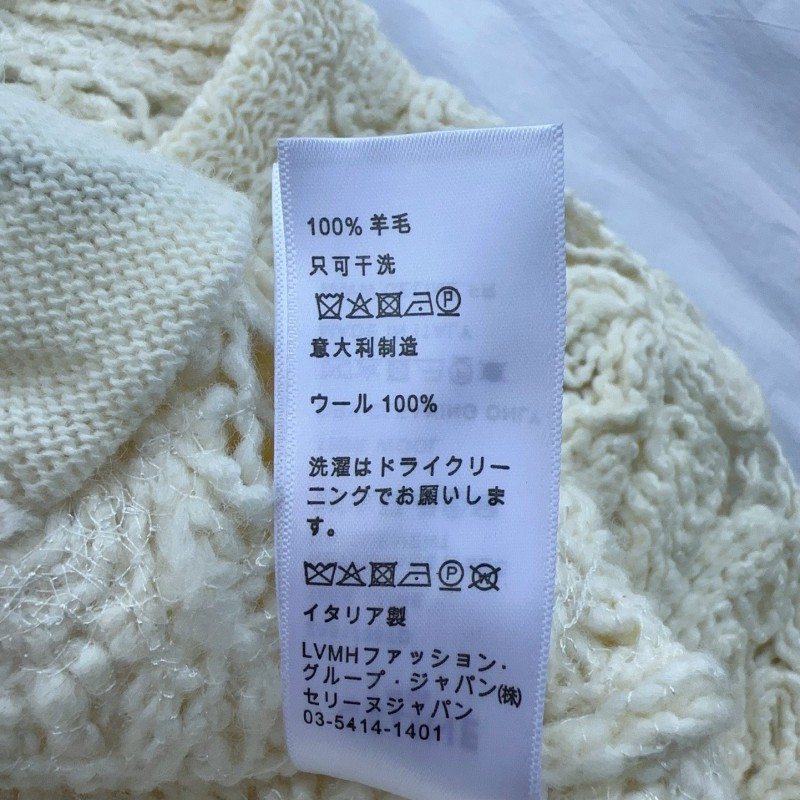 100% 羊毛
只可干洗
意大利制造
ウール 100%
洗濯はドライクリー
ニングでお願いしま
す。
イタリア製
LVMHファッション.
グループ・ジャパン㈱
セリーヌジャパン
03-5414-1401